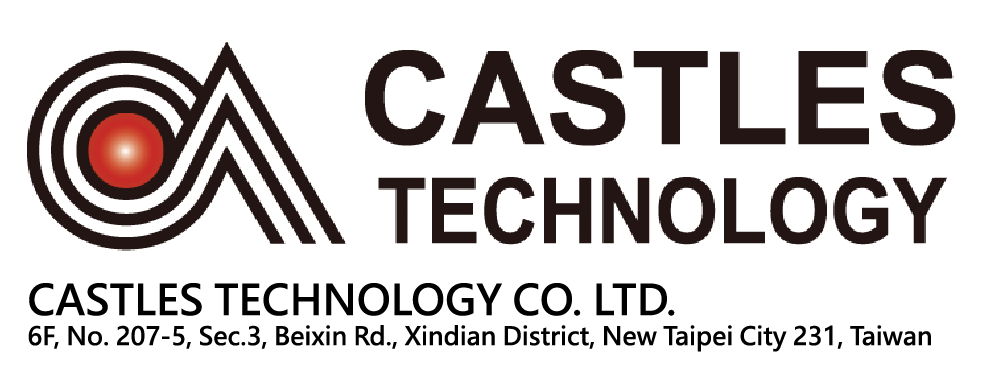 CASTLES
TECHNOLOGY
CASTLES TECHNOLOGY CO. LTD.
6F, No. 207-5, Sec.3, Beixin Rd., Xindian District, New Taipei City 231, Taiwan